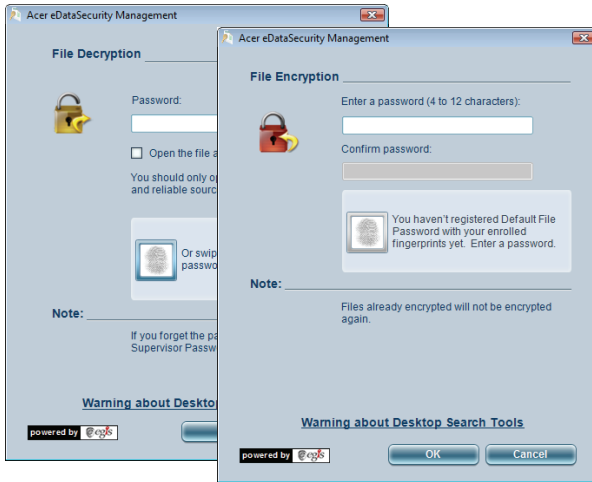 Acer eDataSecurity Management
File Decryption
Password:
Open the file a
You should only op
and reliable sourc
Or swip
passwo
Note:
If you forget the pa
Supervisor Passw
Warning about Deskto
powered by egis
Acer eDataSecurity Management
File Encryption
Enter a password (4 to 12 characters):
Confirm password:
You haven't registered Default File
Password with your enrolled
fingerprints yet. Enter a password.
Note:
Files already encrypted will not be encrypted
again.
Warning about Desktop Search Tools
powered by egis
OK
Cancel